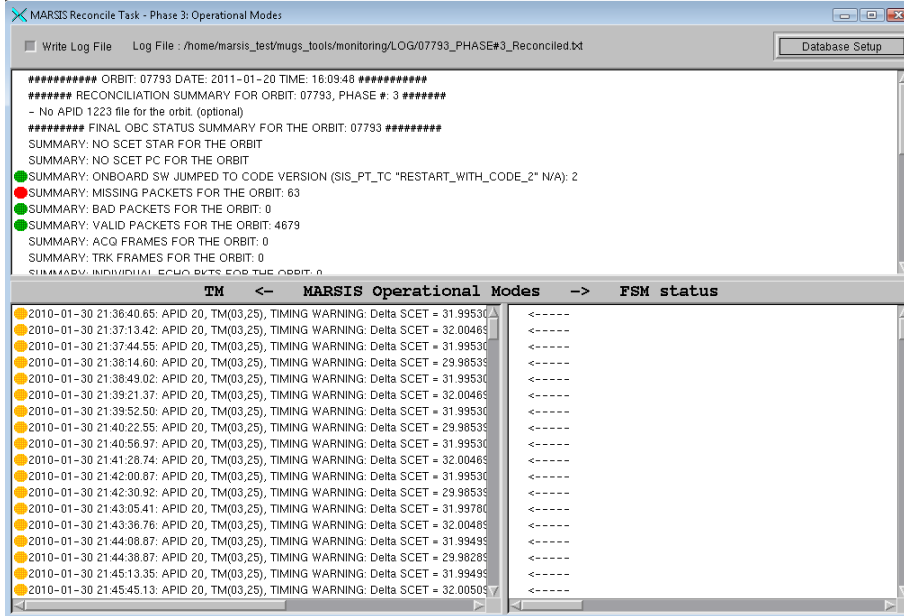 MARSIS Reconcile Task - Phase 3: Operational Modes
Write Log File Log File : /home/marsis_test/mugs_tools/monitoring/LOG/07793_PHASE#3_Reconciled.txt Database Setup
########### ORBIT: 07793 DATE: 2011-01-20 TIME: 16:09:48 ###########
####### RECONCILIATION SUMMARY FOR ORBIT: 07793, PHASE #: 3 #######
- No APID 1223 file for the orbit. (optional)
######### FINAL OBC STATUS SUMMARY FOR THE ORBIT: 07793 #########
SUMMARY: NO SCET STAR FOR THE ORBIT
SUMMARY: NO SCET PC FOR THE ORBIT
SUMMARY: ONBOARD SW JUMPED TO CODE VERSION (SIS_PT_TC "RESTART_WITH_CODE_2" N/A): 2
SUMMARY: MISSING PACKETS FOR THE ORBIT: 63
SUMMARY: BAD PACKETS FOR THE ORBIT: 0
SUMMARY: VALID PACKETS FOR THE ORBIT: 4679
SUMMARY: ACQ FRAMES FOR THE ORBIT: 0
SUMMARY: TRK FRAMES FOR THE ORBIT: 0
SUMMARY: INDIVIDUAL ECHO PKTS FOR THE ORBIT: 0
TM <- MARSIS Operational Modes -> FSM status
2010-01-30 21:36:40.65: APID 20, TM(03,25), TIMING WARNING: Delta SCET = 31.99530 <-----
2010-01-30 21:37:13.42: APID 20, TM(03,25), TIMING WARNING: Delta SCET = 32.00469 <-----
2010-01-30 21:37:44.55: APID 20, TM(03,25), TIMING WARNING: Delta SCET = 31.99530 <-----
2010-01-30 21:38:14.60: APID 20, TM(03,25), TIMING WARNING: Delta SCET = 29.98539 <-----
2010-01-30 21:38:49.02: APID 20, TM(03,25), TIMING WARNING: Delta SCET = 31.99530 <-----
2010-01-30 21:39:21.37: APID 20, TM(03,25), TIMING WARNING: Delta SCET = 32.00469 <-----
2010-01-30 21:39:52.50: APID 20, TM(03,25), TIMING WARNING: Delta SCET = 31.99530 <-----
2010-01-30 21:40:22.55: APID 20, TM(03,25), TIMING WARNING: Delta SCET = 29.98539 <-----
2010-01-30 21:40:56.97: APID 20, TM(03,25), TIMING WARNING: Delta SCET = 31.99530 <-----
2010-01-30 21:41:28.74: APID 20, TM(03,25), TIMING WARNING: Delta SCET = 32.00469 <-----
2010-01-30 21:42:00.87: APID 20, TM(03,25), TIMING WARNING: Delta SCET = 31.99530 <-----
2010-01-30 21:42:30.92: APID 20, TM(03,25), TIMING WARNING: Delta SCET = 29.98539 <-----
2010-01-30 21:43:05.41: APID 20, TM(03,25), TIMING WARNING: Delta SCET = 31.99780 <-----
2010-01-30 21:43:36.76: APID 20, TM(03,25), TIMING WARNING: Delta SCET = 32.00489 <-----
2010-01-30 21:44:08.87: APID 20, TM(03,25), TIMING WARNING: Delta SCET = 31.99499 <-----
2010-01-30 21:44:38.87: APID 20, TM(03,25), TIMING WARNING: Delta SCET = 29.98289 <-----
2010-01-30 21:45:13.35: APID 20, TM(03,25), TIMING WARNING: Delta SCET = 31.99499 <-----
2010-01-30 21:45:45.13: APID 20, TM(03,25), TIMING WARNING: Delta SCET = 32.00509 <-----